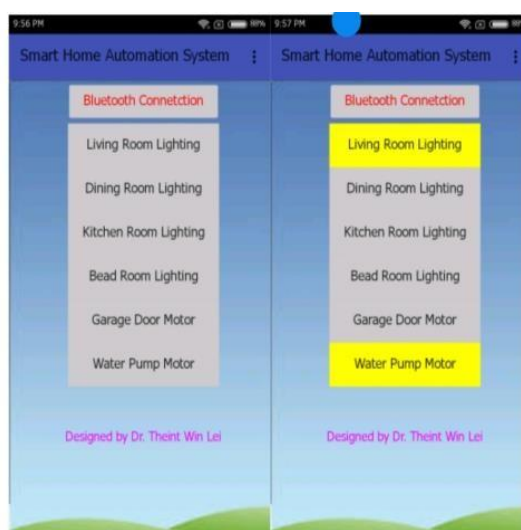 9:56 PM 88%
Smart Home Automation System
Bluetooth Connetction
Living Room Lighting
Dining Room Lighting
Kitchen Room Lighting
Bead Room Lighting
Garage Door Motor
Water Pump Motor
Designed by Dr. Theint Win Lei
9:57 PM 88%
Smart Home Automation System
Bluetooth Connetction
Living Room Lighting
Dining Room Lighting
Kitchen Room Lighting
Bead Room Lighting
Garage Door Motor
Water Pump Motor
Designed by Dr. Theint Win Lei